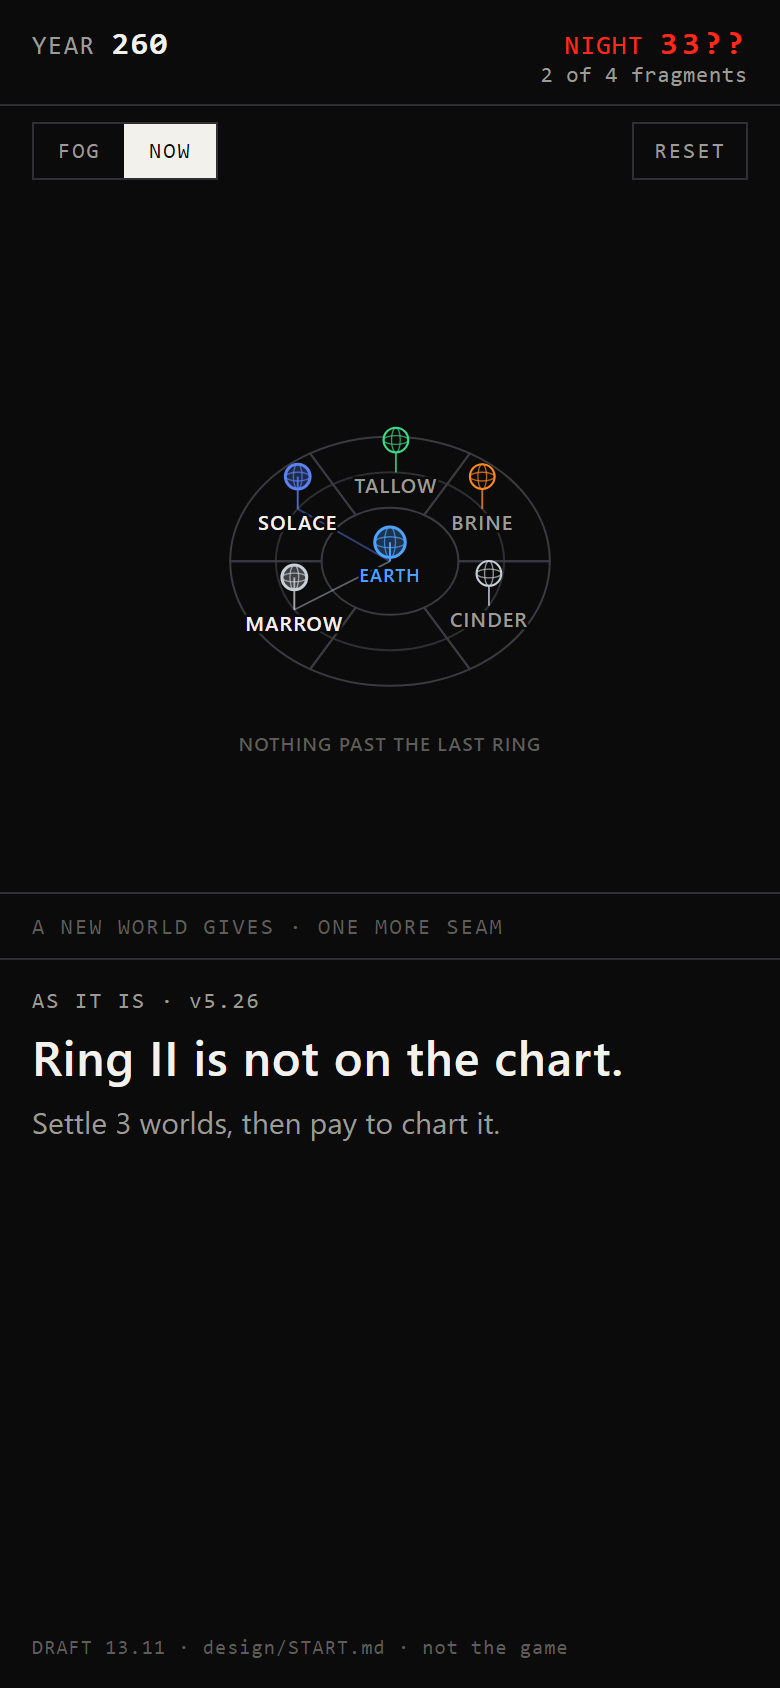 YEAR 260
NIGHT 33??
2 of 4 fragments
FOG
NOW
RESET
TALLOW
SOLACE
BRINE
EARTH
MARROW
CINDER
NOTHING PAST THE LAST RING
A NEW WORLD GIVES · ONE MORE SEAM
AS IT IS · v5.26
Ring II is not on the chart.
Settle 3 worlds, then pay to chart it.
DRAFT 13.11 · design/START.md · not the game